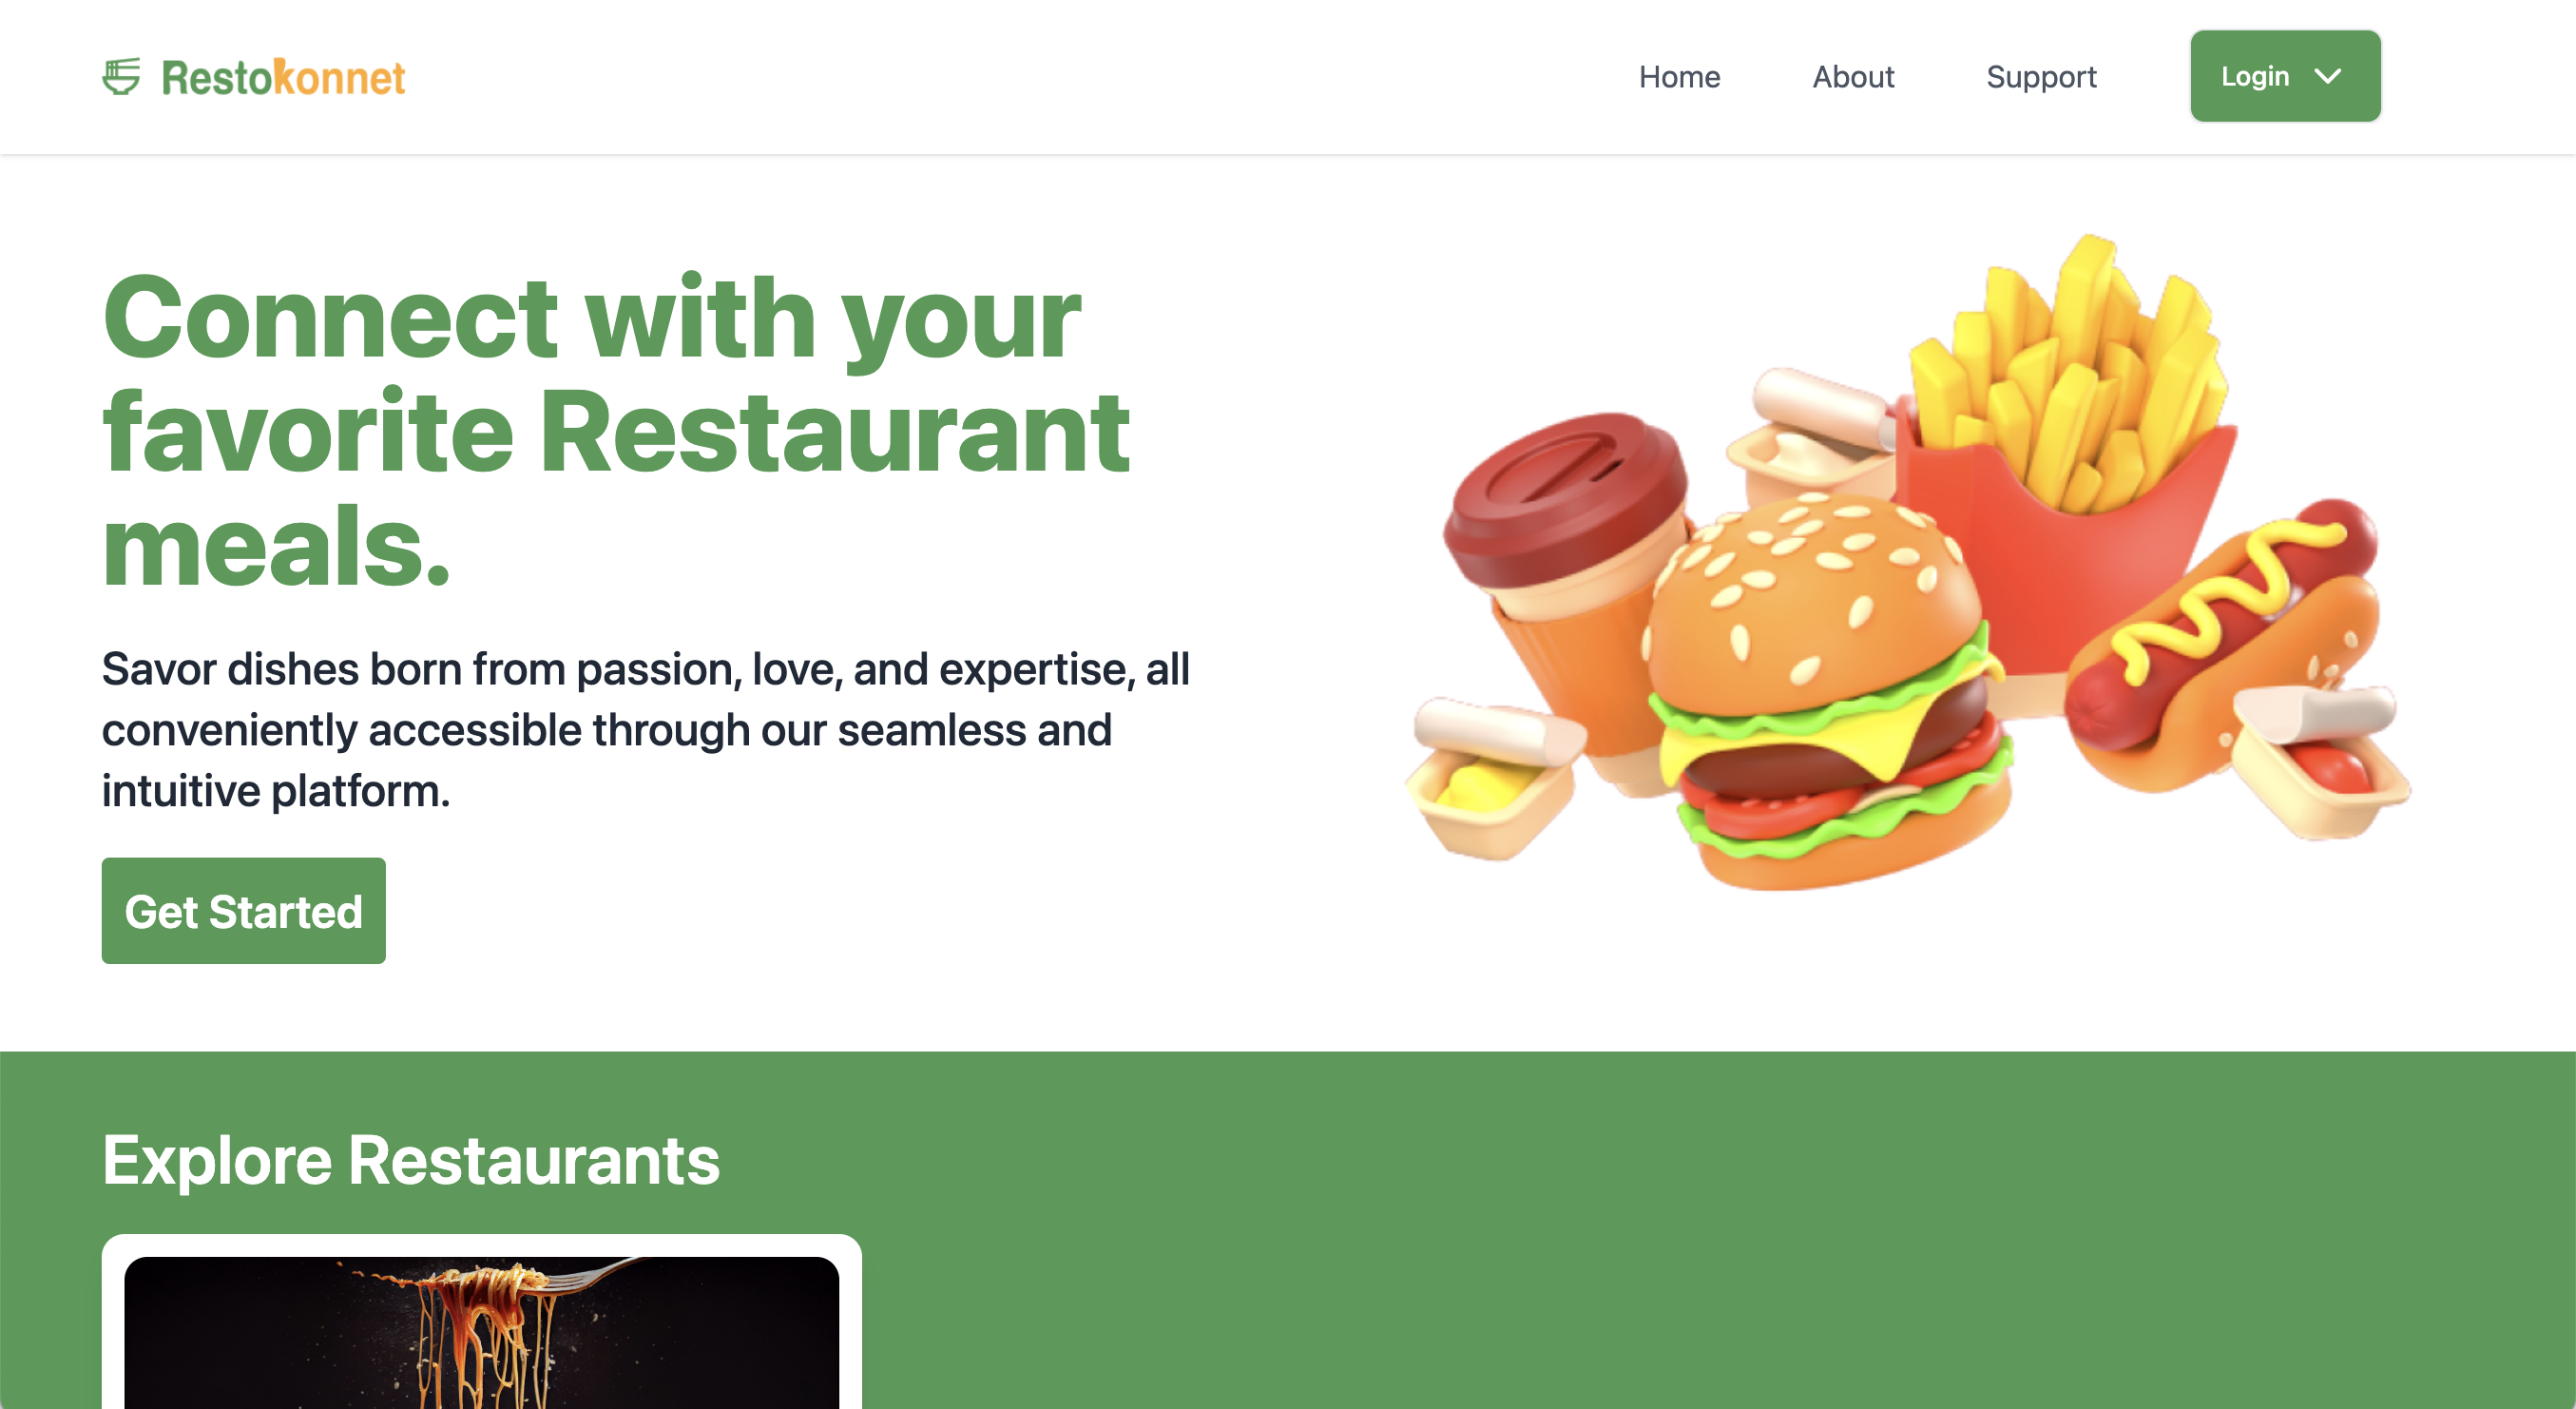 Restokonnet
Home
About
Support
Login
Connect with your
favorite Restaurant
meals.
Savor dishes born from passion, love, and expertise, all
conveniently accessible through our seamless and
intuitive platform.
Get Started
Explore Restaurants